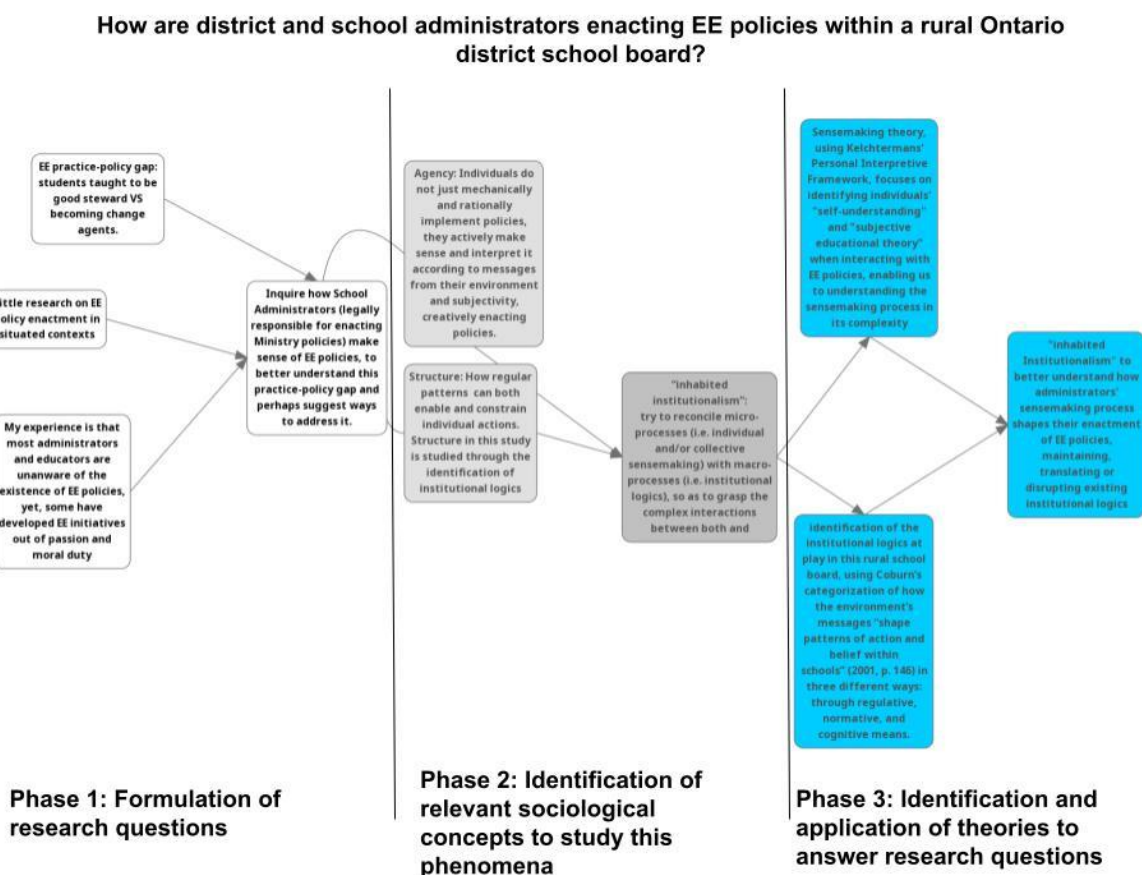 How are district and school administrators enacting EE policies within a rural Ontario
district school board?
EE practice-policy gap:
students taught to be
good steward VS
becoming change
agents.
ittle research on EE
olicy enactment in
situated contexts
My experience is that
most administrators
and educators are
unaware of the
existence of EE policies,
yet, some have
developed EE initiatives
out of passion and
moral duty
Inquire how School
Administrators (legally
responsible for enacting
Ministry policies) make
sense of EE policies, to
better understand this
practice-policy gap and
perhaps suggest ways
to address it.
Agency: Individuals do
not just mechanically
and rationally
implement policies,
they actively make
sense and interpret it
according to messages
from their environment
and subjectivity,
creatively enacting
policies.
Structure: How regular
patterns can both
enable and constrain
individual actions.
Structure in this study
is studied through the
identification of
institutional logics
"inhabited
institutionalism":
try to reconcile micro-
processes (i.e. individual
and/or collective
sensemaking) with macro-
processes (i.e. institutional
logics), so as to grasp the
complex interactions
between both and
Sensemaking theory,
using Kelchtermans'
Personal Interpretive
Framework, focuses on
identifying individuals'
"self-understanding"
and "subjective
educational theory"
when interacting with
EE policies, enabling us
to understanding the
sensemaking process in
its complexity
Identification of the
institutional logics at
play in this rural school
board, using Coburn's
categorization of how
the environment's
messages "shape
patterns of action and
belief within
schools" (2001, p. 146) in
three different ways:
through regulative,
normative, and
cognitive means.
"Inhabited
Institutionalism" to
better understand how
administrators'
sensemaking process
shapes their enactment
of EE policies,
maintaining,
translating or
disrupting existing
institutional logics
Phase 1: Formulation of
research questions
Phase 2: Identification of
relevant sociological
concepts to study this
phenomena
Phase 3: Identification and
application of theories to
answer research questions